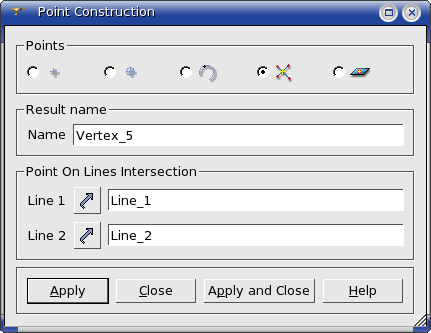 Point Construction
Points
Result name
Name Vertex_5
Point On Lines Intersection
Line 1 Line_1
Line 2 Line_2
Apply Close Apply and Close Help